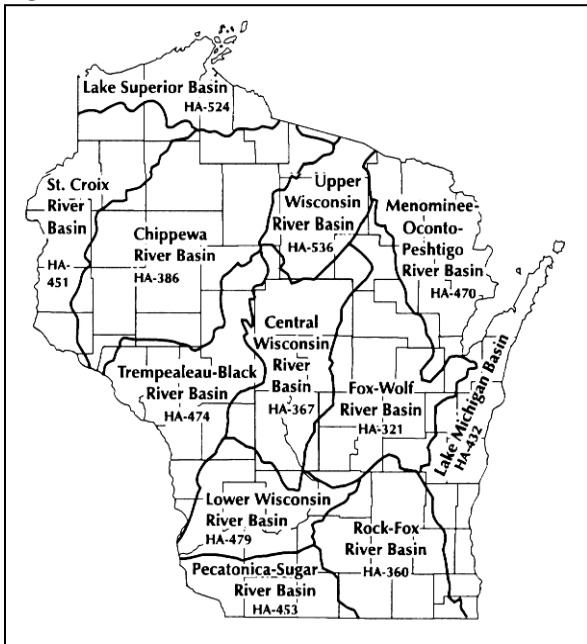 Lake Superior Basin
HA-524
St. Croix
River
Basin
HA-
451
Chippewa
River Basin
HA-386
Upper
Wisconsin
River Basin
HA-536
Menominee-
Oconto-
Peshtigo
River Basin
HA-470
Trempealeau-Black
River Basin
HA-474
Central
Wisconsin
River
Basin
HA-367
Fox-Wolf
River Basin
HA-321
Lake Michigan Basin
HA-432
Lower Wisconsin
River Basin
HA-479
Rock-Fox
River Basin
HA-360
Pecatonica-Sugar
River Basin
HA-453